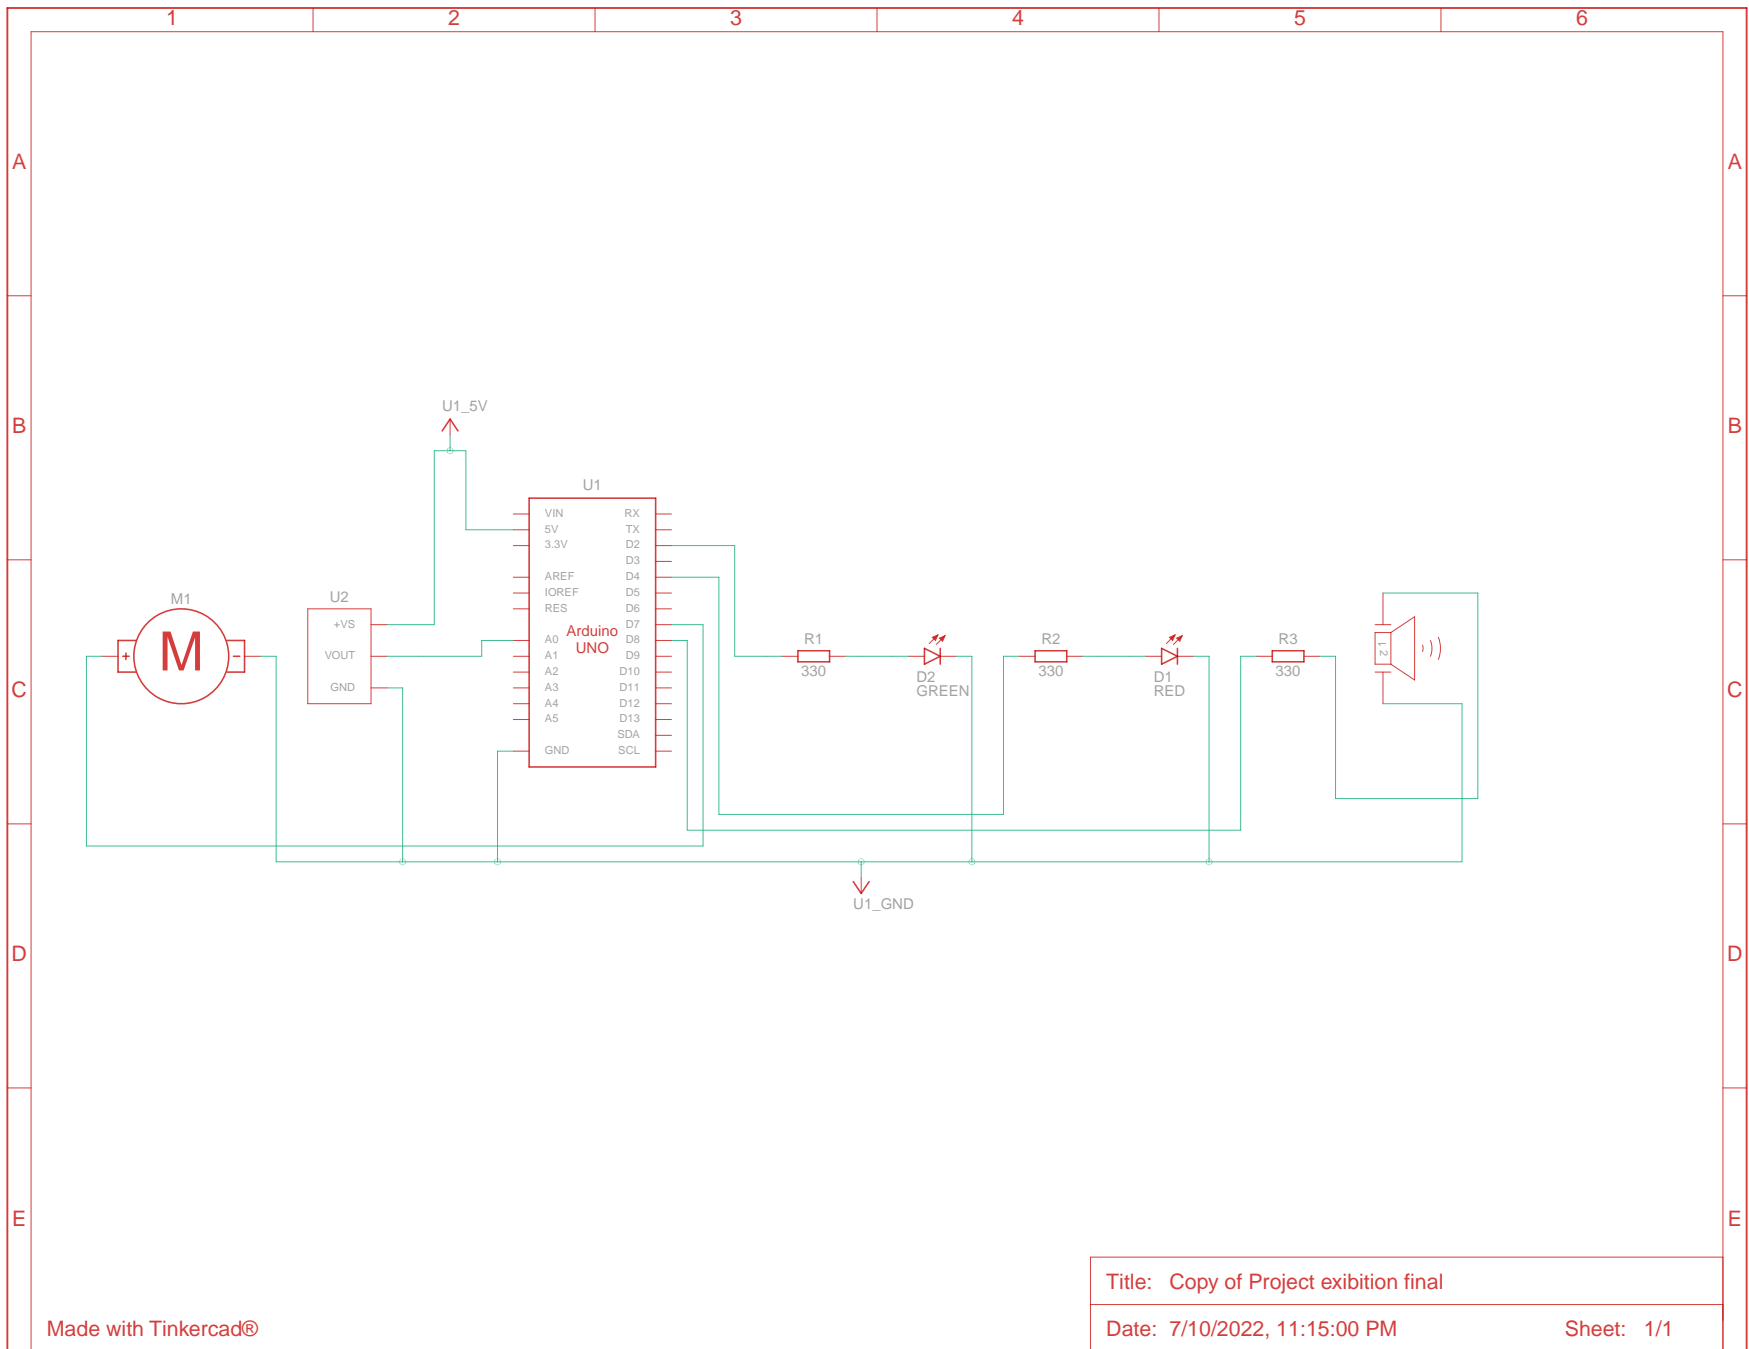 1 2 3 4 5 6
A A
B B
C C
D D
E E
U1_5V
U1
VIN RX
5V TX
3.3V D2
D3
AREF D4
IOREF D5
RES D6
D7
A0 D8
A1 D9
A2 D10
A3 D11
A4 D12
A5 D13
SDA
GND SCL
Arduino
UNO
M1
+ M -
U2
+VS
VOUT
GND
R1
330
D2
GREEN
R2
330
D1
RED
R3
330
1 2
U1_GND
Title: Copy of Project exibition final
Date: 7/10/2022, 11:15:00 PM Sheet: 1/1
Made with Tinkercad®